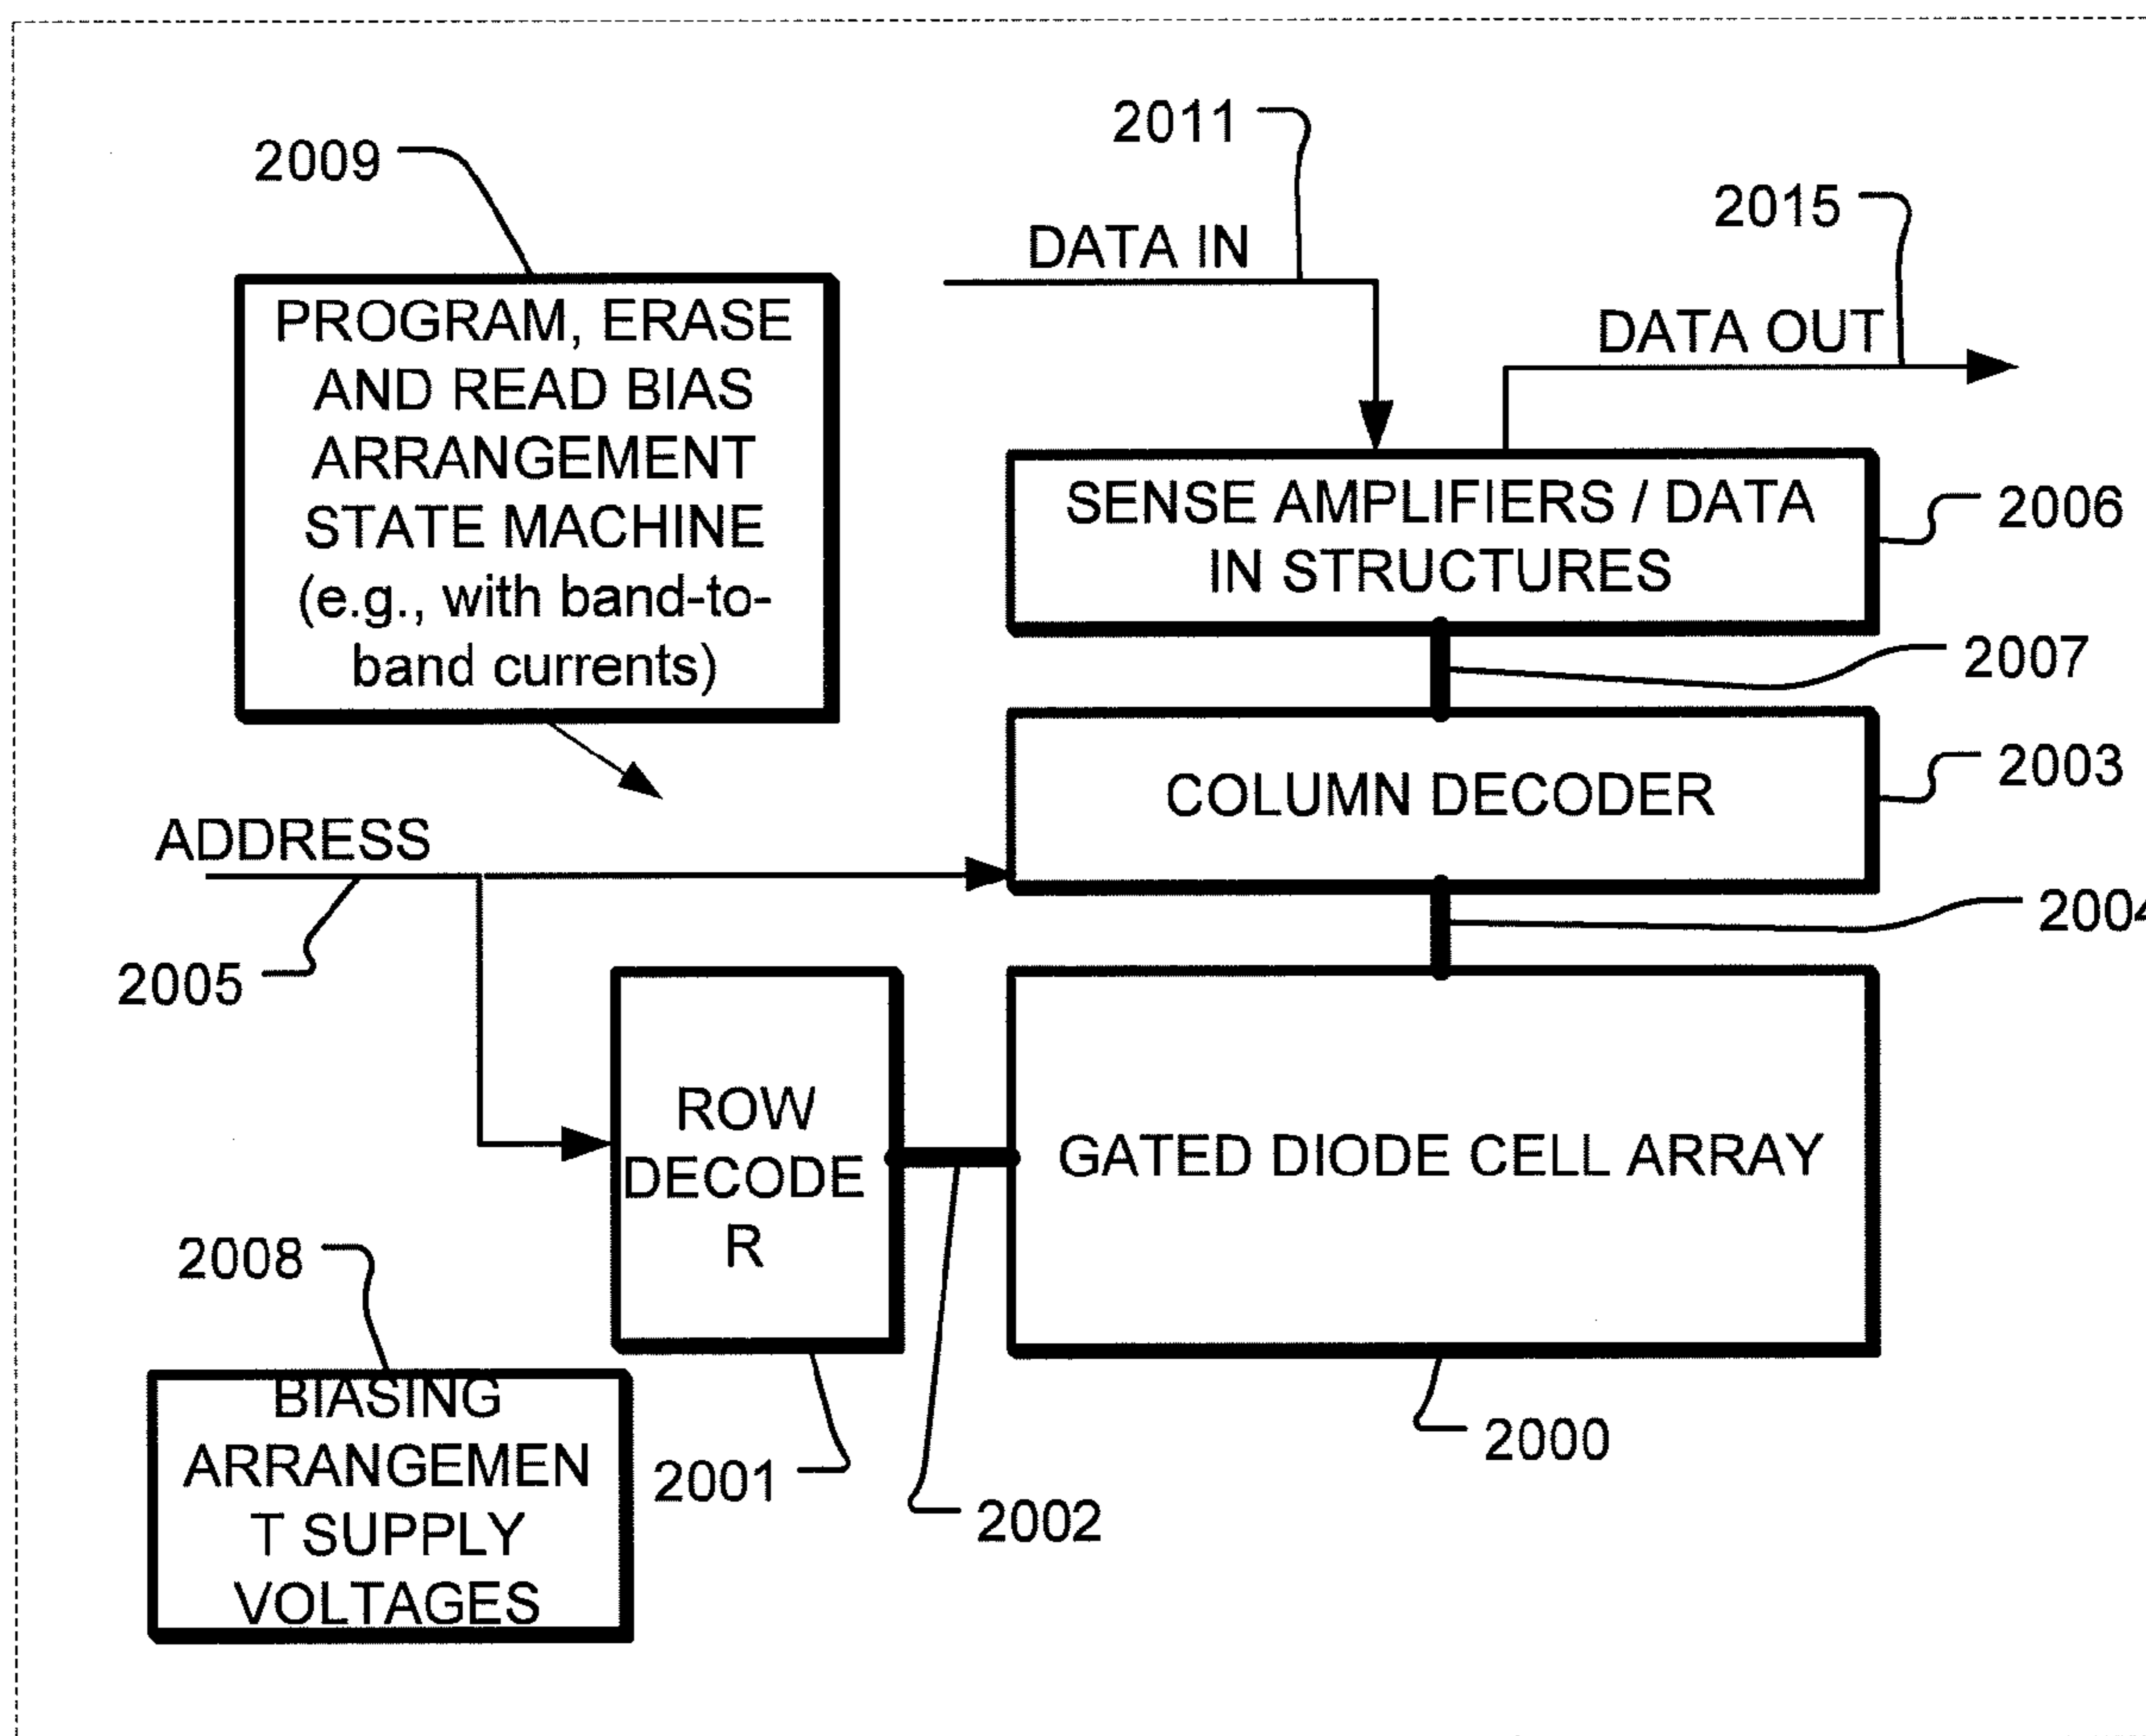 2011
2009
2015
DATA IN
PROGRAM, ERASE
AND READ BIAS
ARRANGEMENT
STATE MACHINE
(e.g., with band-to-
band currents)
DATA OUT
SENSE AMPLIFIERS / DATA
IN STRUCTURES
2006
2007
COLUMN DECODER
2003
ADDRESS
2004
2005
ROW
DECODE
R
GATED DIODE CELL ARRAY
2008
BIASING
ARRANGEMEN
T SUPPLY
VOLTAGES
2001
2002
2000